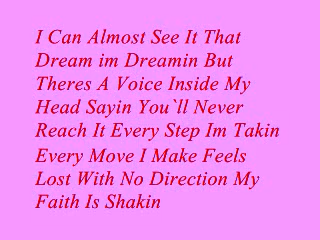 I Can Almost See It That
Dream im Dreamin But
Theres A Voice Inside My
Head Sayin You`ll Never
Reach It Every Step Im Takin
Every Move I Make Feels
Lost With No Direction My
Faith Is Shakin